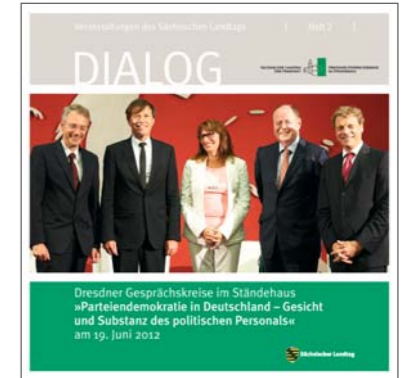 Veranstaltungen des Sächsischen Landtags | Heft 2 |
DIALOG
Dresdner Gesprächskreise im Ständehaus
»Parteiendemokratie in Deutschland – Gesicht
und Substanz des politischen Personals«
am 19. Juni 2012
Sächsischer Landtag